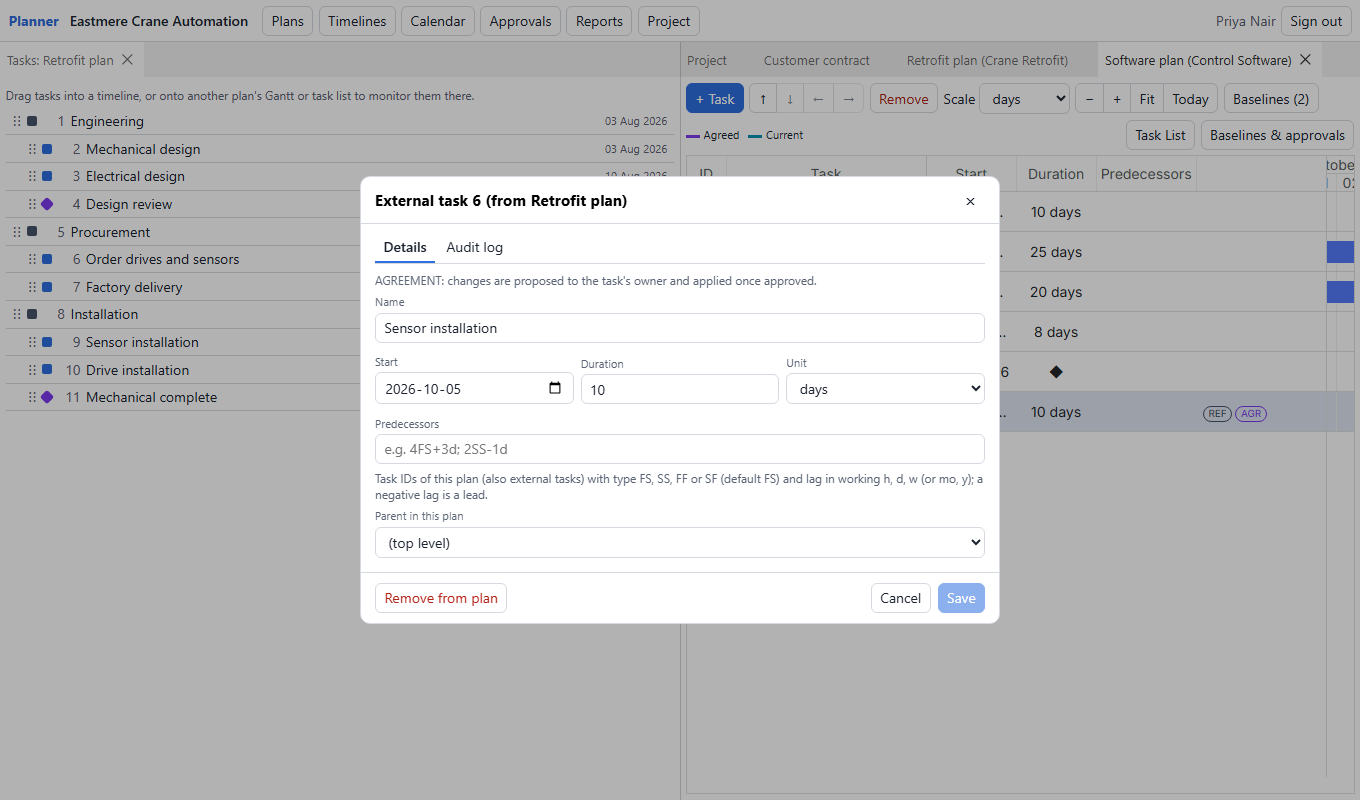 Planner Eastmere Crane Automation Plans Timelines Calendar Approvals Reports Project Priya Nair Sign out
Tasks: Retrofit plan
Drag tasks into a timeline, or onto another plan's Gantt or task list to monitor them there.
1 Engineering 03 Aug 2026
2 Mechanical design 03 Aug 2026
3 Electrical design 10 Aug 2026
4 Design review
5 Procurement
6 Order drives and sensors
7 Factory delivery
8 Installation
9 Sensor installation
10 Drive installation
11 Mechanical complete
Project Customer contract Retrofit plan (Crane Retrofit) Software plan (Control Software)
+ Task ↑ ↓ ← → Remove Scale days − + Fit Today Baselines (2)
Agreed Current Task List Baselines & approvals
ID Task Start Duration Predecessors tobe
02
10 days
25 days
20 days
8 days
6
10 days REF AGR
External task 6 (from Retrofit plan)
Details Audit log
AGREEMENT: changes are proposed to the task's owner and applied once approved.
Name
Sensor installation
Start Duration Unit
2026-10-05 10 days
Predecessors
e.g. 4FS+3d; 2SS-1d
Task IDs of this plan (also external tasks) with type FS, SS, FF or SF (default FS) and lag in working h, d, w (or mo, y); a
negative lag is a lead.
Parent in this plan
(top level)
Remove from plan Cancel Save